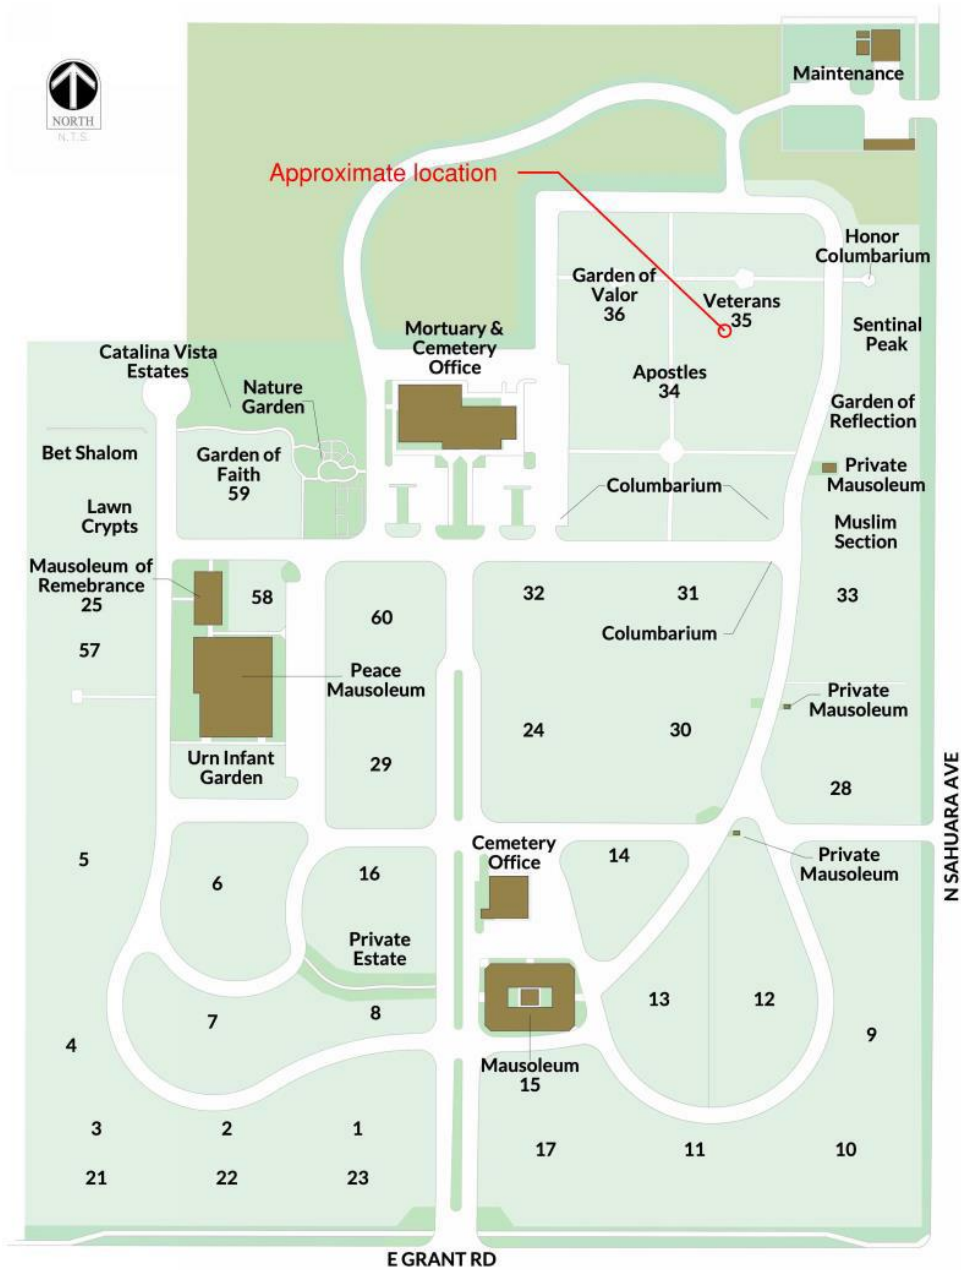 NORTH
N.T.S.
Maintenance
Approximate location
Honor
Columbarium
Garden of
Valor
36
Veterans
35
Sentinal
Peak
Mortuary &
Cemetery
Office
Catalina Vista
Estates
Nature
Garden
Apostles
34
Garden of
Reflection
Bet Shalom
Garden of
Faith
59
Private
Mausoleum
Columbarium
Lawn
Crypts
Muslim
Section
Mausoleum of
Remebrance
25
58
32
31
33
60
57
Columbarium
Peace
Mausoleum
Private
Mausoleum
24
30
Urn Infant
Garden
29
28
N SAHUARA AVE
Cemetery
Office
14
Private
Mausoleum
5
6
16
Private
Estate
13
12
7
8
9
4
Mausoleum
15
3
2
1
17
11
10
21
22
23
E GRANT RD